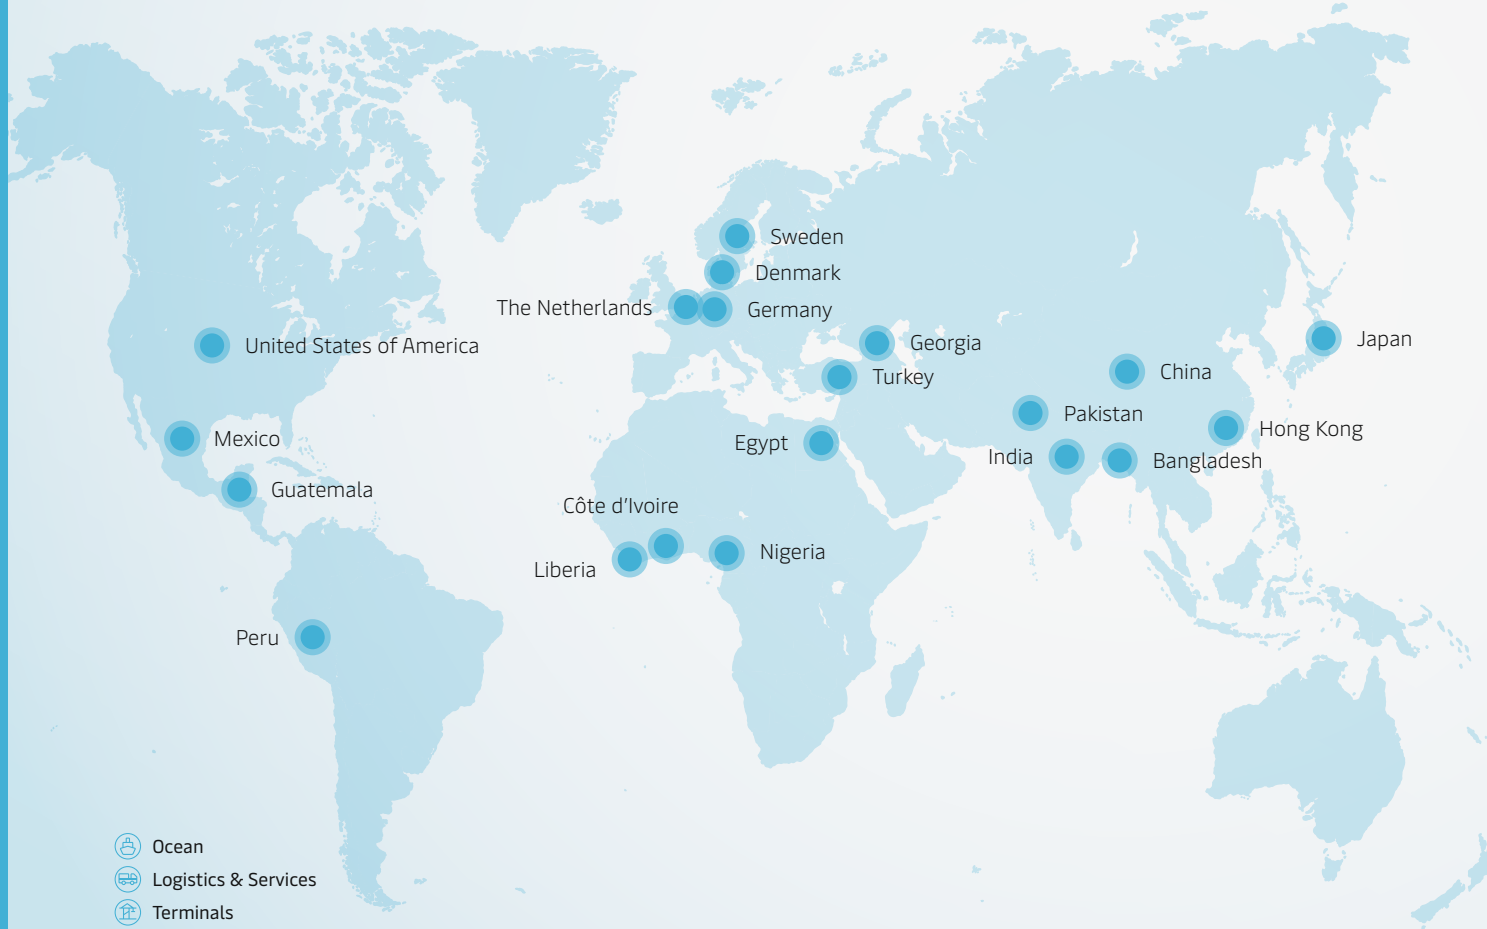 Sweden
Denmark
The Netherlands
Germany
United States of America
Georgia
Japan
Turkey
China
Pakistan
Mexico
Egypt
Hong Kong
India
Bangladesh
Guatemala
Côte d'Ivoire
Nigeria
Liberia
Peru
Ocean
Logistics & Services
Terminals